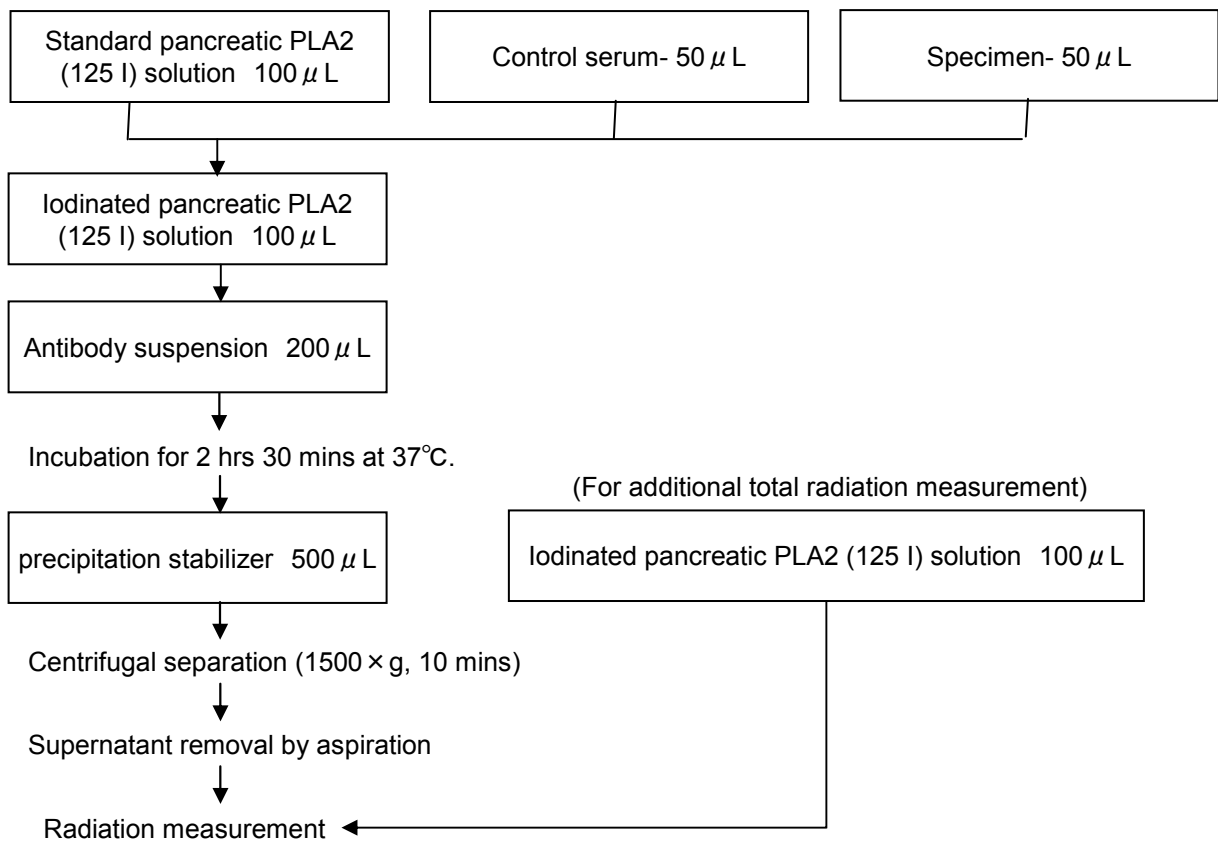 Standard pancreatic PLA2
(125 I) solution 100 μ L
Control serum- 50 μ L
Specimen- 50 μ L
Iodinated pancreatic PLA2
(125 I) solution 100 μ L
Antibody suspension 200 μ L
Incubation for 2 hrs 30 mins at 37℃.
(For additional total radiation measurement)
precipitation stabilizer 500 μ L
Iodinated pancreatic PLA2 (125 I) solution 100 μ L
Centrifugal separation (1500×g, 10 mins)
Supernatant removal by aspiration
Radiation measurement